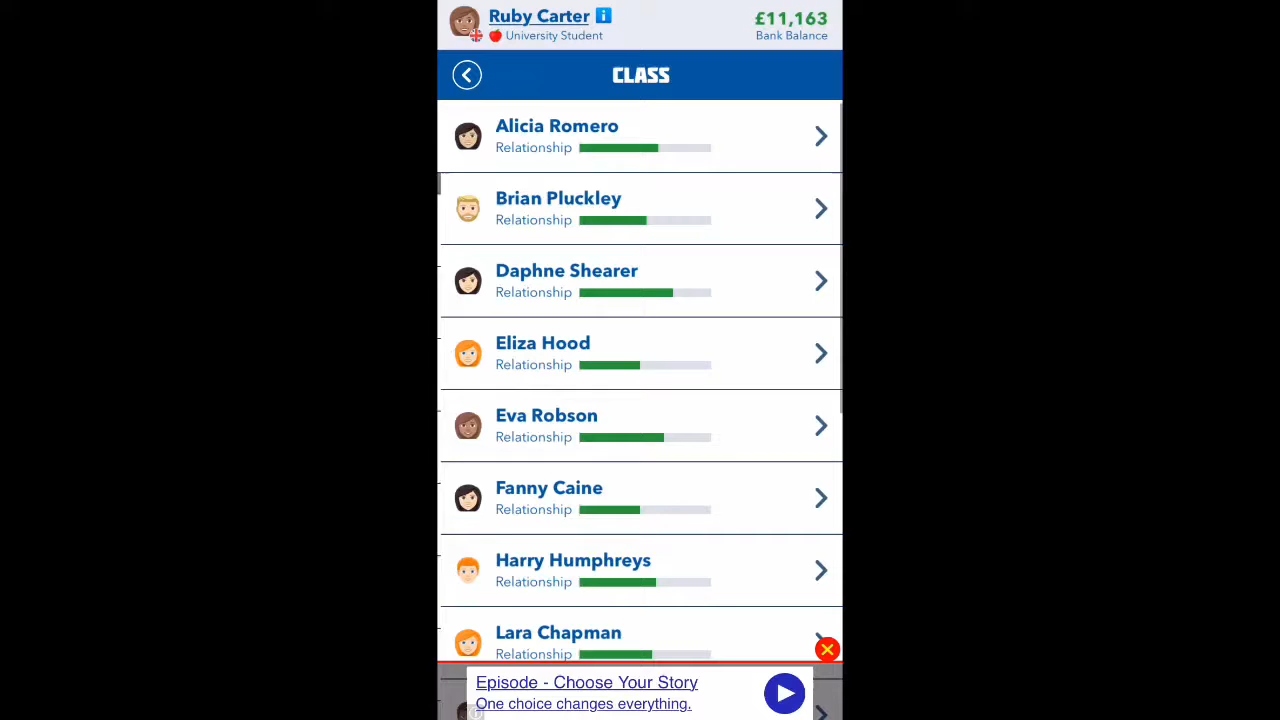 Ruby Carter
University Student
£11,163
Bank Balance
CLASS
Alicia Romero
Relationship
Brian Pluckley
Relationship
Daphne Shearer
Relationship
Eliza Hood
Relationship
Eva Robson
Relationship
Fanny Caine
Relationship
Harry Humphreys
Relationship
Lara Chapman
Relationship
Episode - Choose Your Story
One choice changes everything.